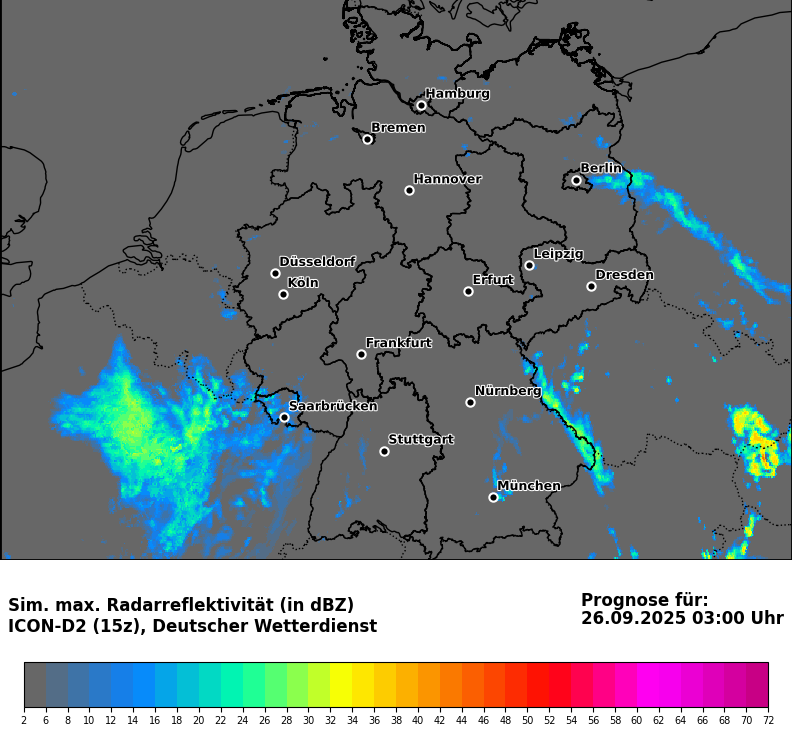 Hamburg
Bremen
Berlin
Hannover
Leipzig
Düsseldorf
Dresden
Köln
Erfurt
Frankfurt
Nürnberg
Saarbrücken
Stuttgart
München
Sim. max. Radarreflektivität (in dBZ)
ICON-D2 (15z), Deutscher Wetterdienst
Prognose für:
26.09.2025 03:00 Uhr
2 6 8 10 12 14 16 18 20 22 24 26 28 30 32 34 36 38 40 42 44 46 48 50 52 54 56 58 60 62 64 66 68 70 72